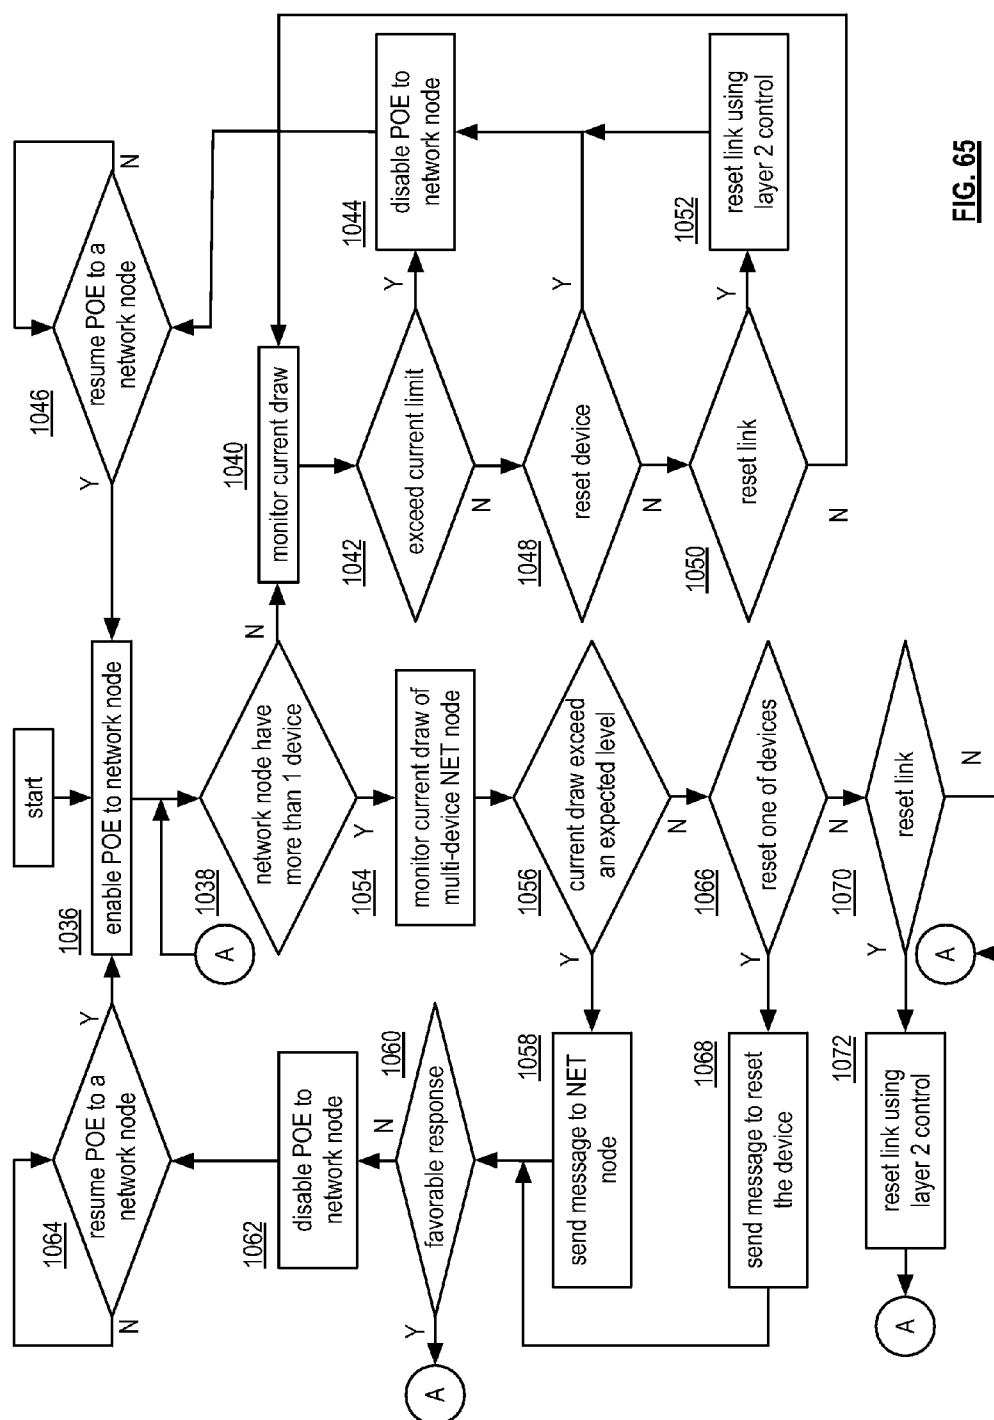 start
1036
enable POE to network node
1038
network node have
more than 1 device
N
Y
A
1040
monitor current draw
1042
exceed current limit
Y
N
1044
disable POE to
network node
1046
resume POE to a
network node
N
Y
1048
reset device
Y
N
1050
reset link
Y
N
1052
reset link using
layer 2 control
1054
monitor current draw of
multi-device NET node
1056
current draw exceed
an expected level
Y
N
1058
send message to NET
node
1060
favorable response
N
Y
A
1062
disable POE to
network node
1064
resume POE to a
network node
Y
N
1066
reset one of devices
Y
N
1068
send message to reset
the device
1070
reset link
Y
N
A
1072
reset link using
layer 2 control
A
FIG. 65